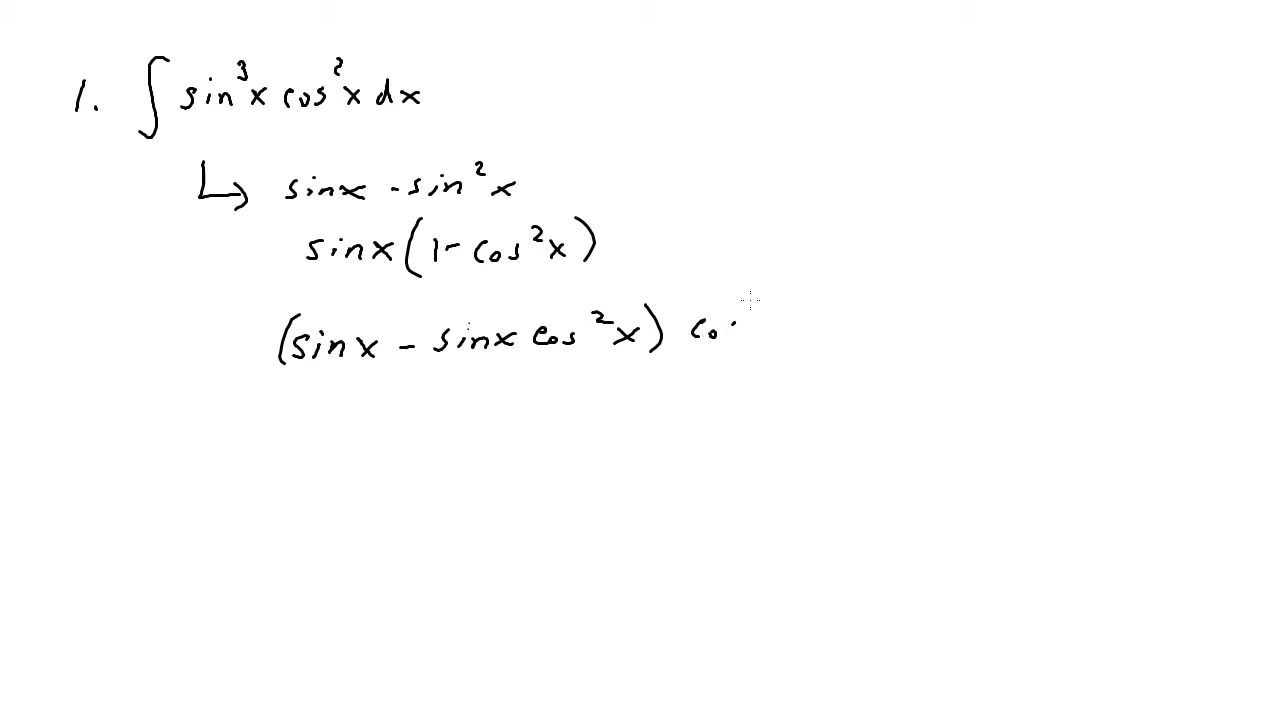 1. ∫ sin³x cos²x dx
↳ sinx - sin²x
sinx(1 - cos²x)
(sinx - sinx cos²x) co